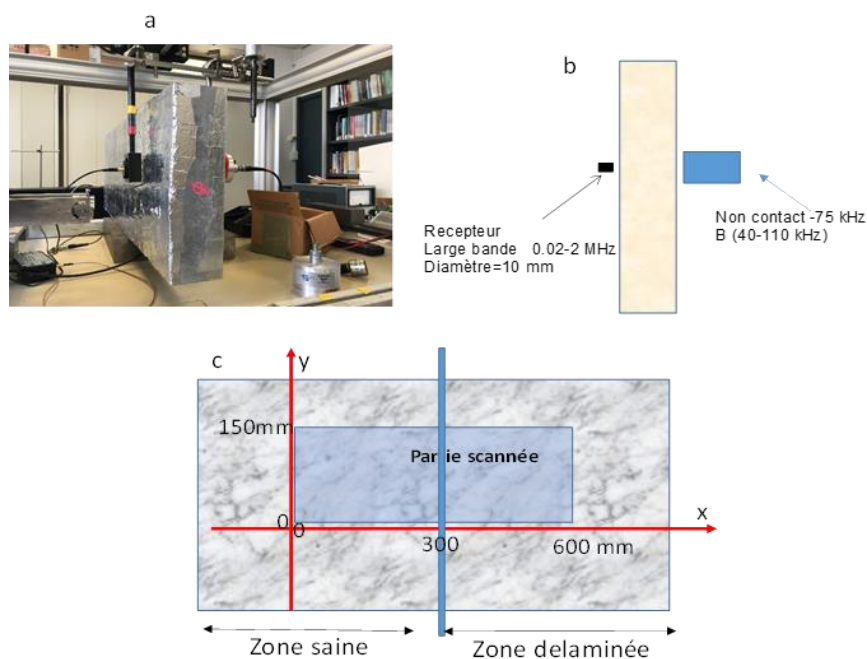 a
b
Recepteur
Large bande 0.02-2 MHz
Diamètre=10 mm
Non contact -75 kHz
B (40-110 kHz)
c
y
150mm
Partie scannée
0
0
x
300
600 mm
Zone saine
Zone delaminée